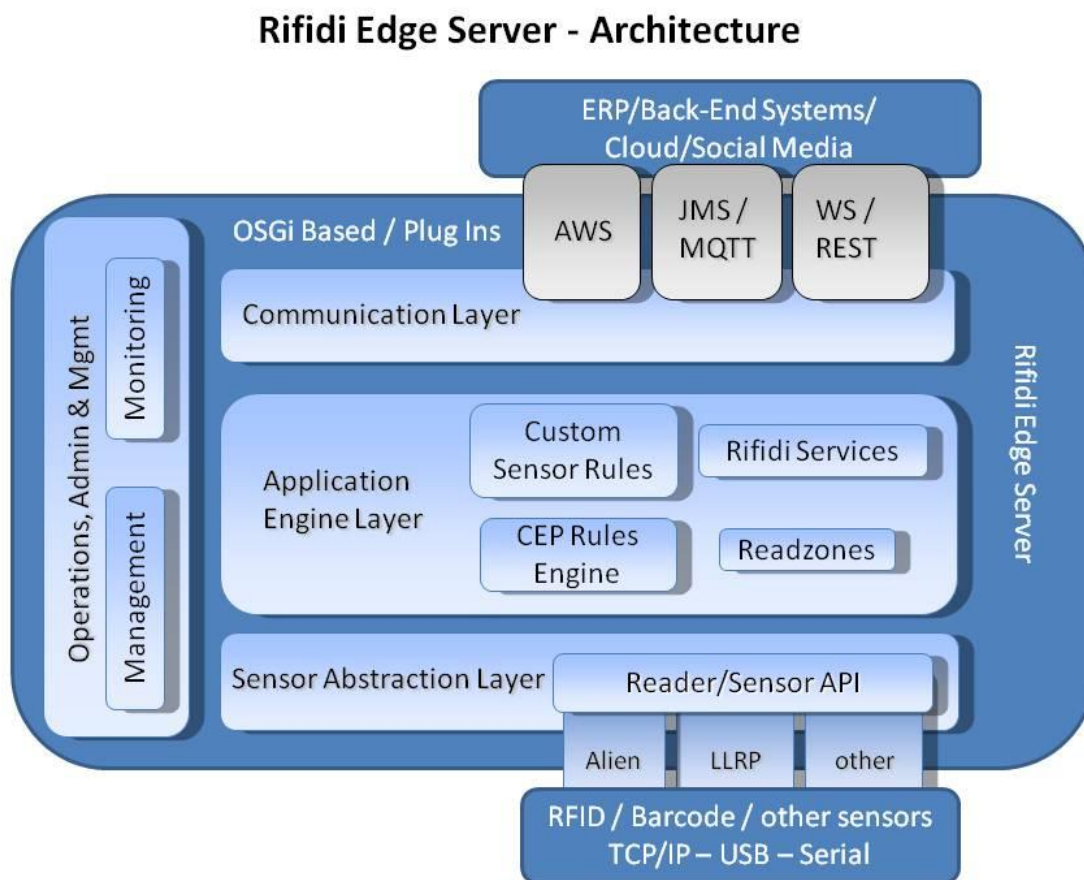 Rifidi Edge Server - Architecture
ERP/Back-End Systems/
Cloud/Social Media
OSGi Based / Plug Ins
AWS
JMS /
MQTT
WS /
REST
Communication Layer
Operations, Admin & Mgmt
Monitoring
Management
Application
Engine Layer
Custom
Sensor Rules
Rifidi Services
CEP Rules
Engine
Readzones
Rifidi Edge Server
Sensor Abstraction Layer
Reader/Sensor API
Alien
LLRP
other
RFID / Barcode / other sensors
TCP/IP – USB – Serial